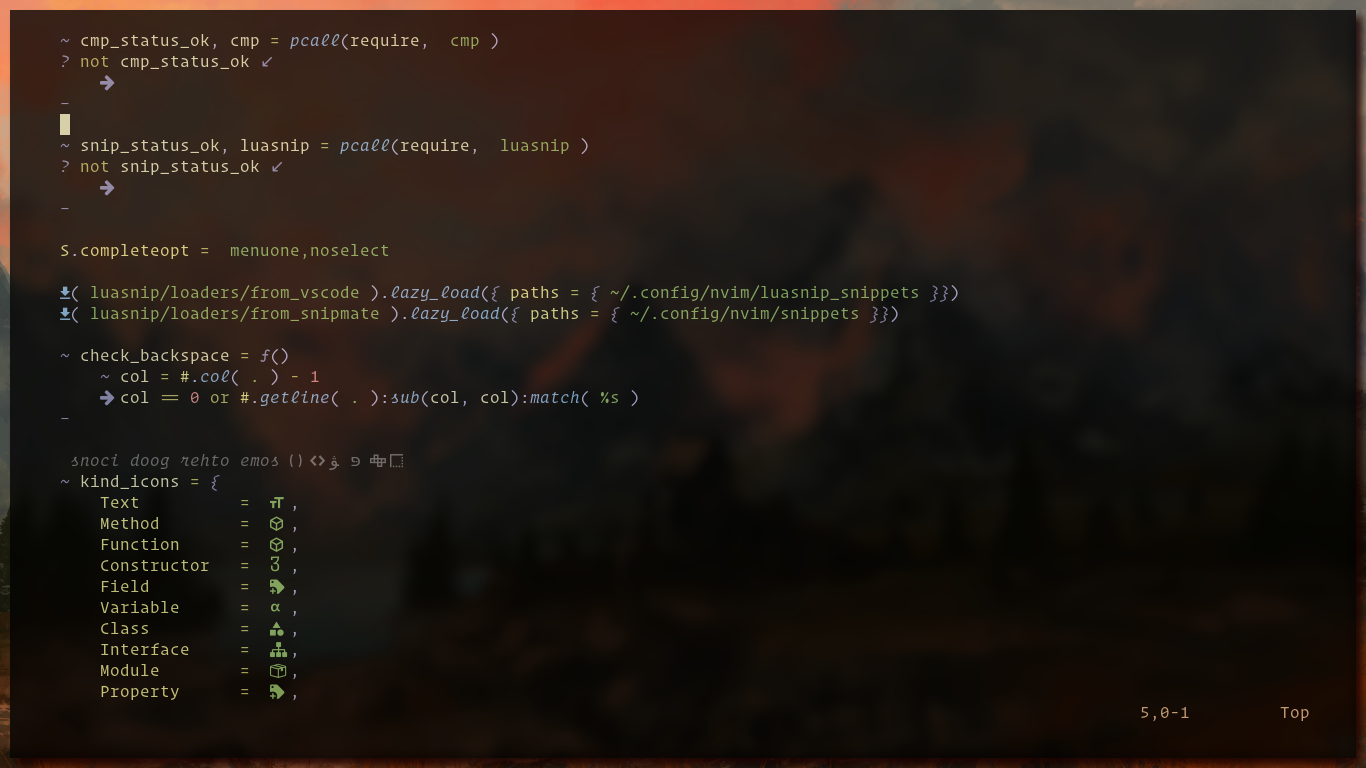 ~ cmp_status_ok, cmp = pcall(require,  cmp )
? not cmp_status_ok ↙
    ➔
–
~ snip_status_ok, luasnip = pcall(require,  luasnip )
? not snip_status_ok ↙
    ➔
–
S.completeopt =  menuone,noselect
( luasnip/loaders/from_vscode ).lazy_load({ paths = { ~/.config/nvim/luasnip_snippets }})
( luasnip/loaders/from_snipmate ).lazy_load({ paths = { ~/.config/nvim/snippets }})
~ check_backspace = ƒ()
    ~ col = #.col( . ) - 1
    ➔ col == 0 or #.getline( . ):sub(col, col):match( %s )
–
snoci doog rehto emos () <>
~ kind_icons = {
    Text          =  ,
    Method        =  ,
    Function      =  ,
    Constructor   =  ,
    Field         =  ,
    Variable      = α ,
    Class         =  ,
    Interface     =  ,
    Module        =  ,
    Property      =  ,
5,0-1         Top